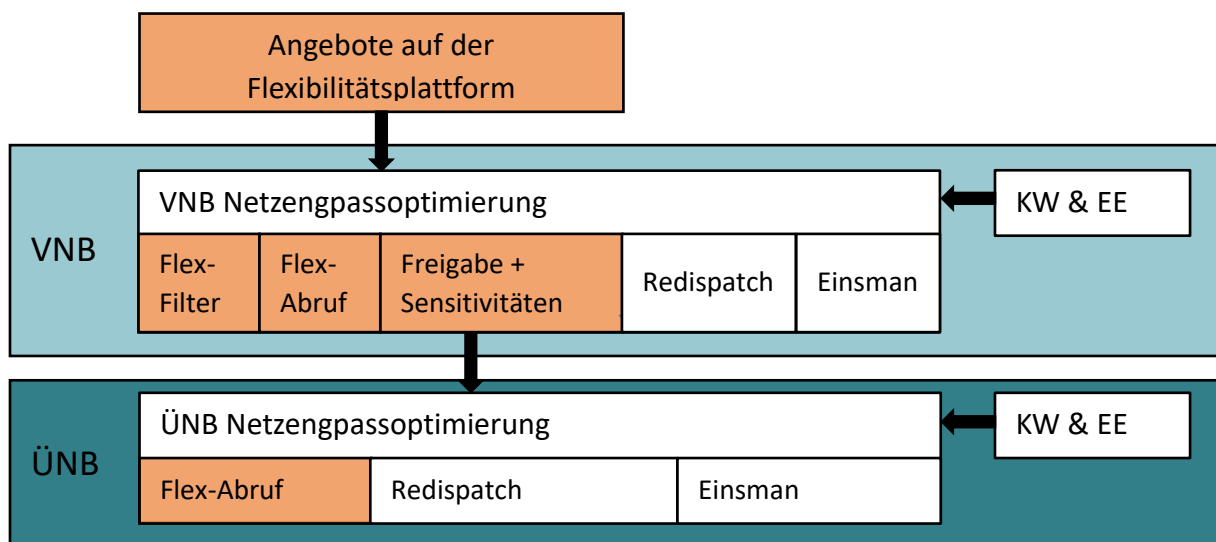 Angebote auf der
Flexibilitätsplattform
VNB
VNB Netzengpassoptimierung
KW & EE
Flex-
Filter
Flex-
Abruf
Freigabe +
Sensitivitäten
Redispatch
Einsman
ÜNB
ÜNB Netzengpassoptimierung
KW & EE
Flex-Abruf
Redispatch
Einsman